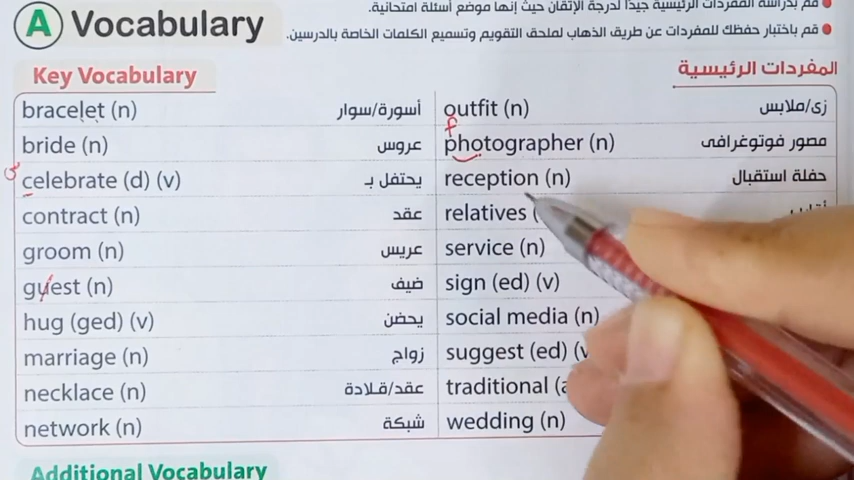 قم بدراسة المفردات الرئيسية جيدًا لدرجة الإتقان حيث إنها موضع أسئلة امتحانية.
A Vocabulary
قم باختبار حفظك للمفردات عن طريق الذهاب لملحق التقويم وتسميع الكلمات الخاصة بالدرسين.
Key Vocabulary
المفردات الرئيسية
bracelet (n) أسورة/سوار outfit (n) زى/ملابس
f
bride (n) عروس photographer (n) مصور فوتوغرافى
celebrate (d) (v) يحتفل بـ reception (n) حفلة استقبال
contract (n) عقد relatives (
groom (n) عريس service (n)
guest (n) ضيف sign (ed) (v)
hug (ged) (v) يحضن social media (n)
marriage (n) زواج suggest (ed) (v
necklace (n) عقد/قلادة traditional (a
network (n) شبكة wedding (n)
Additional Vocabulary